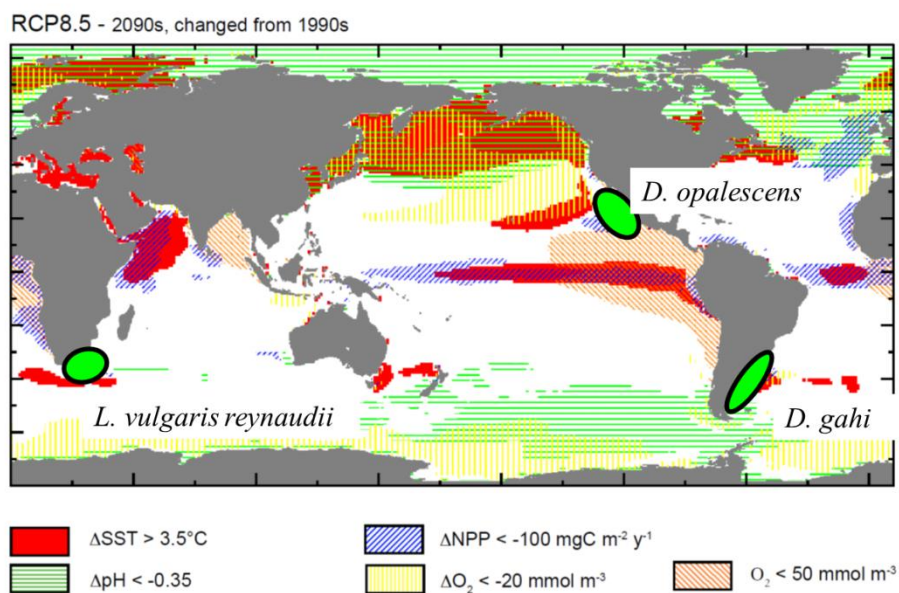 RCP8.5 - 2090s, changed from 1990s
D. opalescens
L. vulgaris reynaudii
D. gahi
ΔSST > 3.5°C
ΔNPP < -100 mgC m⁻² y⁻¹
ΔpH < -0.35
ΔO₂ < -20 mmol m⁻³
O₂ < 50 mmol m⁻³